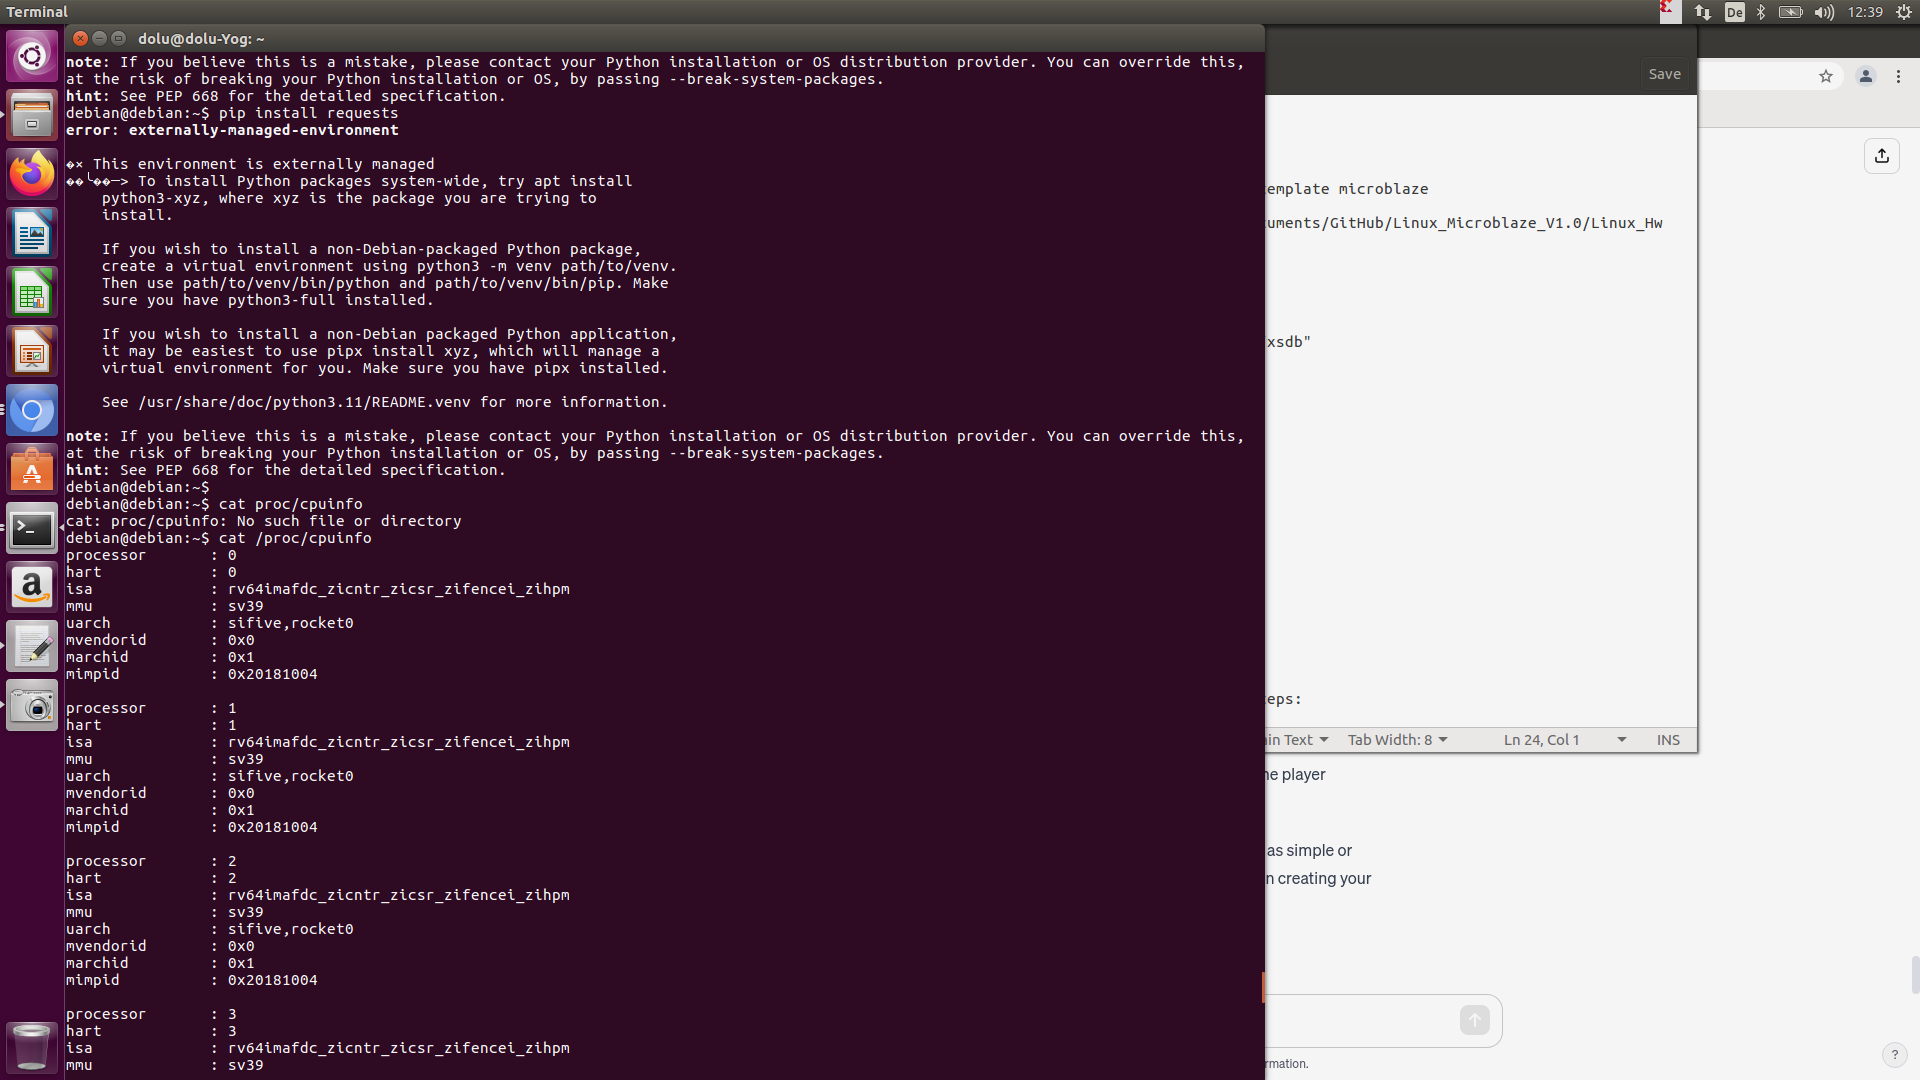 Terminal
De
12:39
dolu@dolu-Yog: ~
note: If you believe this is a mistake, please contact your Python installation or OS distribution provider. You can override this,
at the risk of breaking your Python installation or OS, by passing --break-system-packages.
hint: See PEP 668 for the detailed specification.
debian@debian:~$ pip install requests
error: externally-managed-environment
�× This environment is externally managed
��╰��─> To install Python packages system-wide, try apt install
python3-xyz, where xyz is the package you are trying to
install.
If you wish to install a non-Debian-packaged Python package,
create a virtual environment using python3 -m venv path/to/venv.
Then use path/to/venv/bin/python and path/to/venv/bin/pip. Make
sure you have python3-full installed.
If you wish to install a non-Debian packaged Python application,
it may be easiest to use pipx install xyz, which will manage a
virtual environment for you. Make sure you have pipx installed.
See /usr/share/doc/python3.11/README.venv for more information.
note: If you believe this is a mistake, please contact your Python installation or OS distribution provider. You can override this,
at the risk of breaking your Python installation or OS, by passing --break-system-packages.
hint: See PEP 668 for the detailed specification.
debian@debian:~$
debian@debian:~$ cat proc/cpuinfo
cat: proc/cpuinfo: No such file or directory
debian@debian:~$ cat /proc/cpuinfo
processor : 0
hart : 0
isa : rv64imafdc_zicntr_zicsr_zifencei_zihpm
mmu : sv39
uarch : sifive,rocket0
mvendorid : 0x0
marchid : 0x1
mimpid : 0x20181004
processor : 1
hart : 1
isa : rv64imafdc_zicntr_zicsr_zifencei_zihpm
mmu : sv39
uarch : sifive,rocket0
mvendorid : 0x0
marchid : 0x1
mimpid : 0x20181004
processor : 2
hart : 2
isa : rv64imafdc_zicntr_zicsr_zifencei_zihpm
mmu : sv39
uarch : sifive,rocket0
mvendorid : 0x0
marchid : 0x1
mimpid : 0x20181004
processor : 3
hart : 3
isa : rv64imafdc_zicntr_zicsr_zifencei_zihpm
mmu : sv39
Save
emplate microblaze
uments/GitHub/Linux_Microblaze_V1.0/Linux_Hw
xsdb"
eps:
in Text Tab Width: 8 Ln 24, Col 1 INS
he player
as simple or
n creating your
rmation.
?